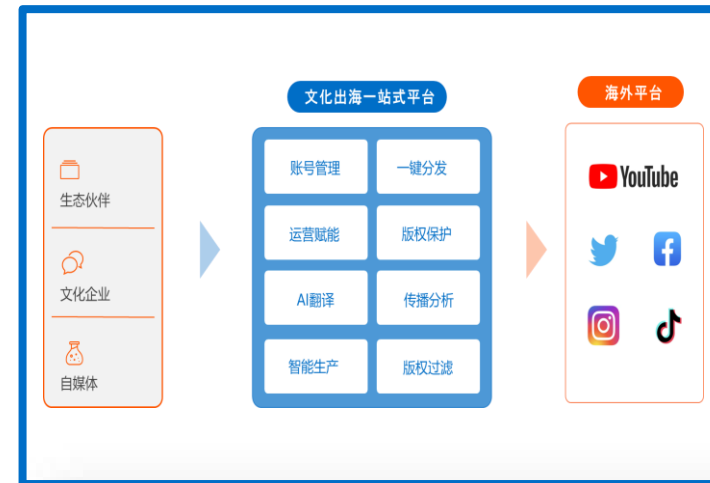 文化出海一站式平台
海外平台
生态伙伴
文化企业
自媒体
账号管理
一键分发
运营赋能
版权保护
AI翻译
传播分析
智能生产
版权过滤
YouTube